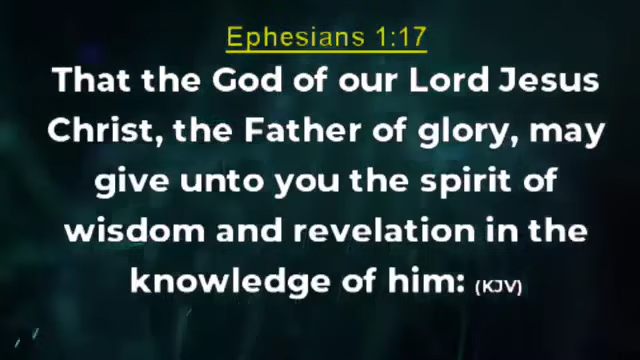 Ephesians 1:17
That the God of our Lord Jesus
Christ, the Father of glory, may
give unto you the spirit of
wisdom and revelation in the
knowledge of him: (KJV)